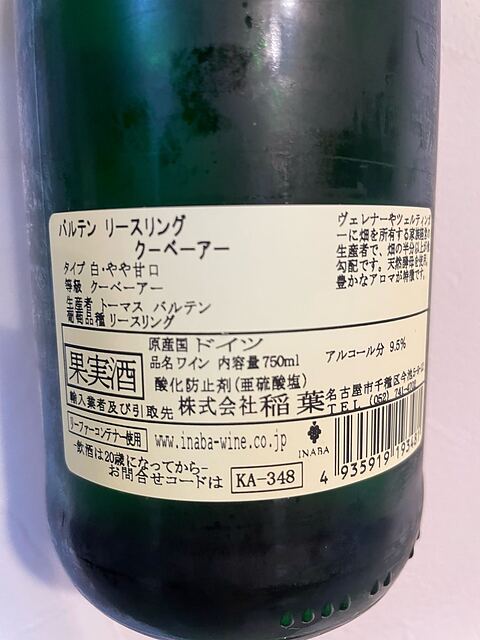 バルテン リースリング
クーベーアー
タイプ 白・やや甘口
等級 クーベーアー
生産者 トーマス バルテン
葡萄品種 リースリング
ヴェレナーやツェルティンガ
ーに畑を所有する家族経営の
生産者で、畑の半分以上が急
勾配です。天然酵母を使用、
豊かなアロマが特徴です。
果実酒
原産国 ドイツ
品名 ワイン 内容量 750ml
アルコール分 9.5%
酸化防止剤(亜硫酸塩)
輸入業者及び引取先 株式会社 稲葉
名古屋市千種区今池
TEL (052) 741-
リーファーコンテナー使用
www.inaba-wine.co.jp
INABA
-飲酒は20歳になってから-
お問合せコードは KA-348
4 935919 193481